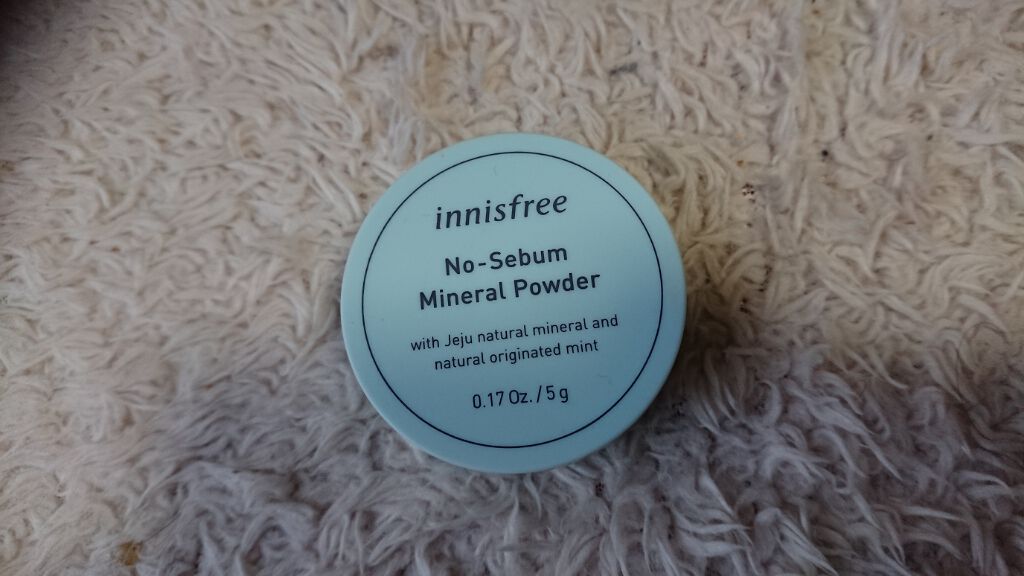 innisfree
No-Sebum
Mineral Powder
with Jeju natural mineral and
natural originated mint
0.17 Oz. / 5 g